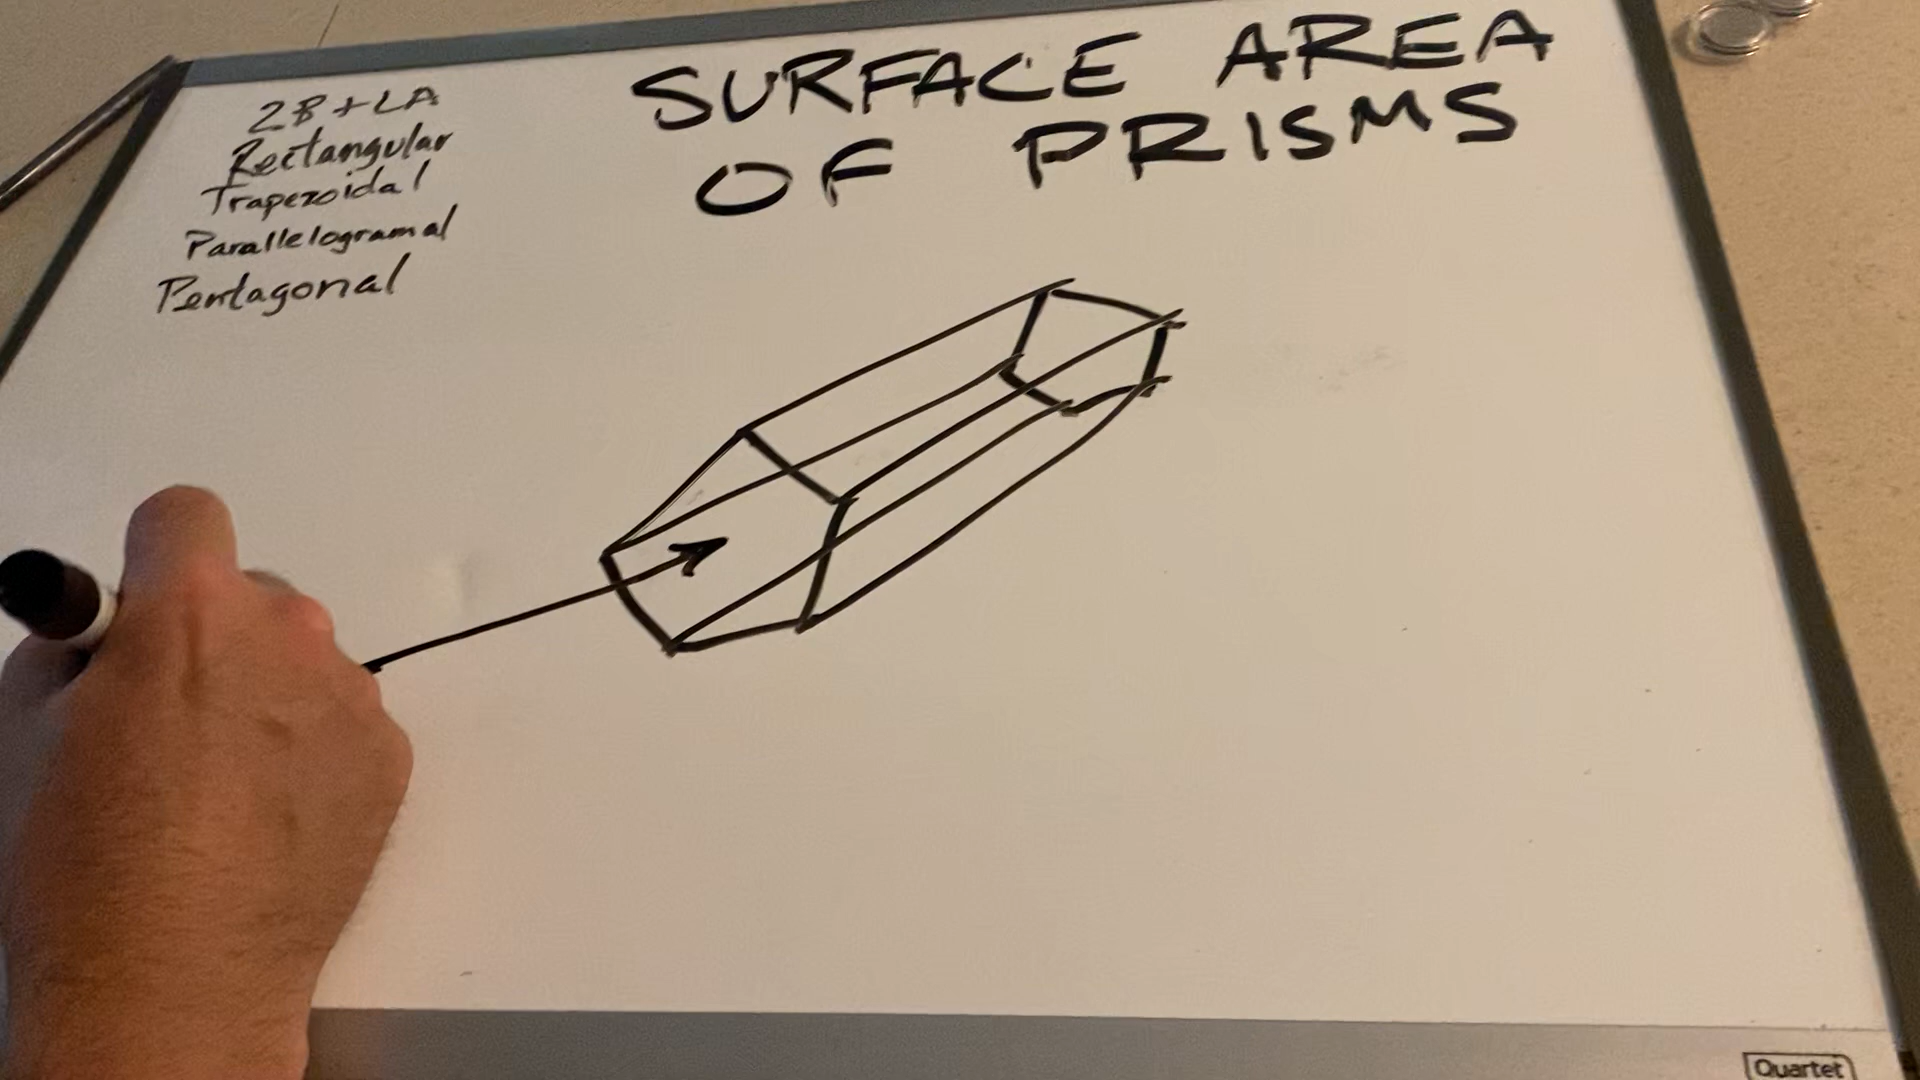 2B+LA
Rectangular
Trapezoidal
Parallelogramal
Pentagonal
SURFACE AREA
OF PRISMS
Quartet